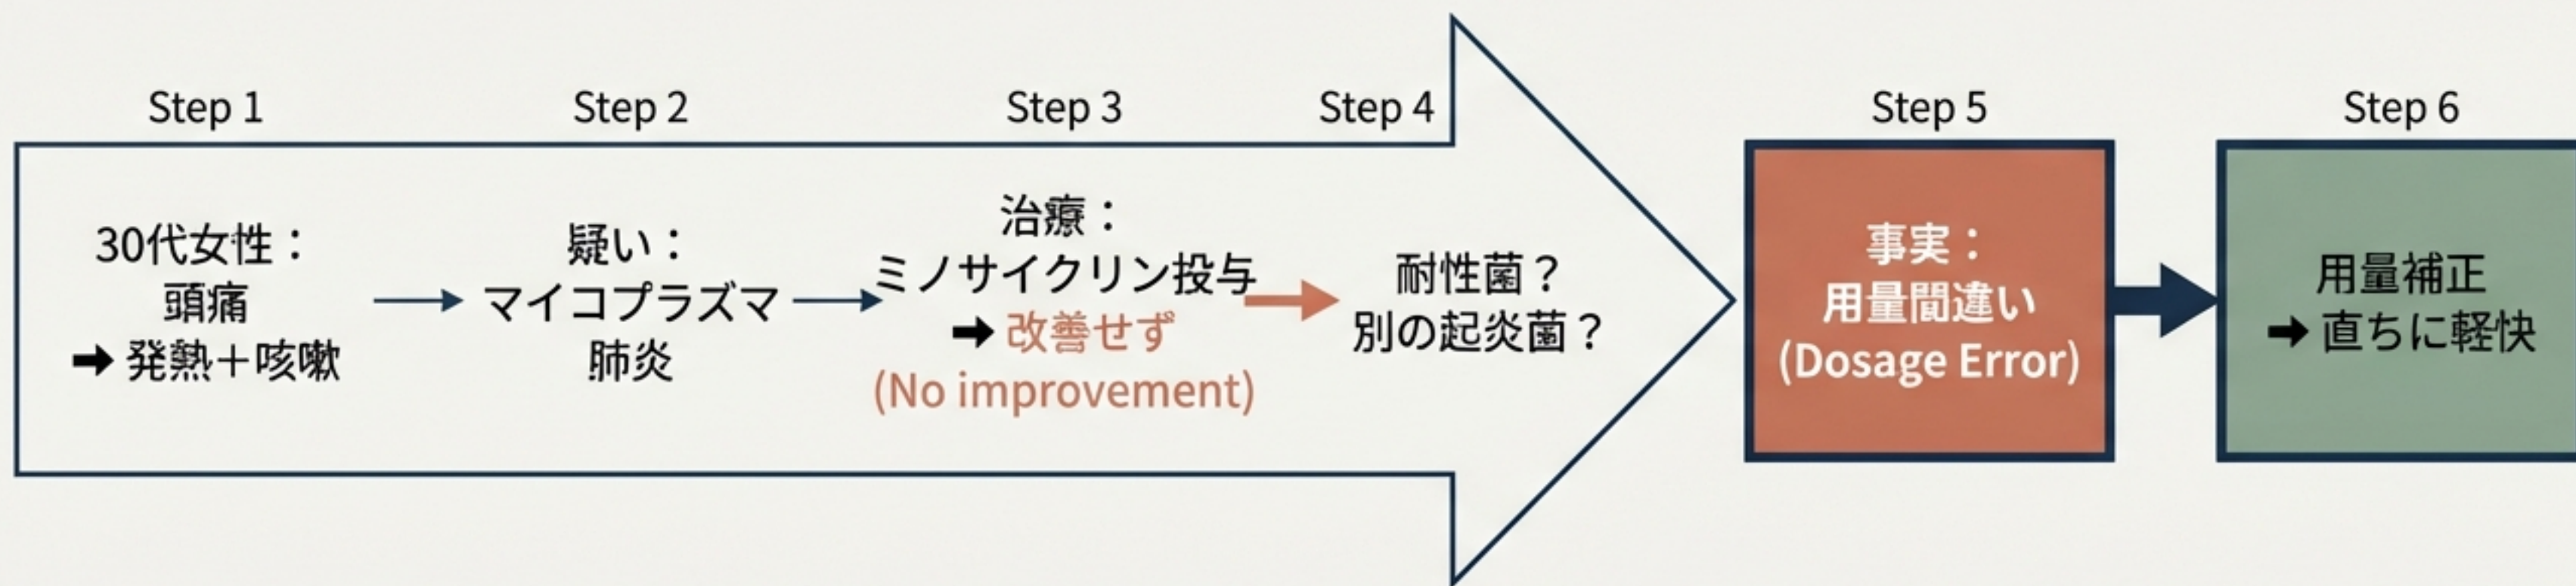 Step 1
30代女性：
頭痛
➡ 発熱＋咳嗽
Step 2
疑い：
マイコプラズマ
肺炎
Step 3
治療：
ミノサイクリン投与
➡ 改善せず
(No improvement)
Step 4
耐性菌？
別の起炎菌？
Step 5
事実：
用量間違い
(Dosage Error)
Step 6
用量補正
➡ 直ちに軽快